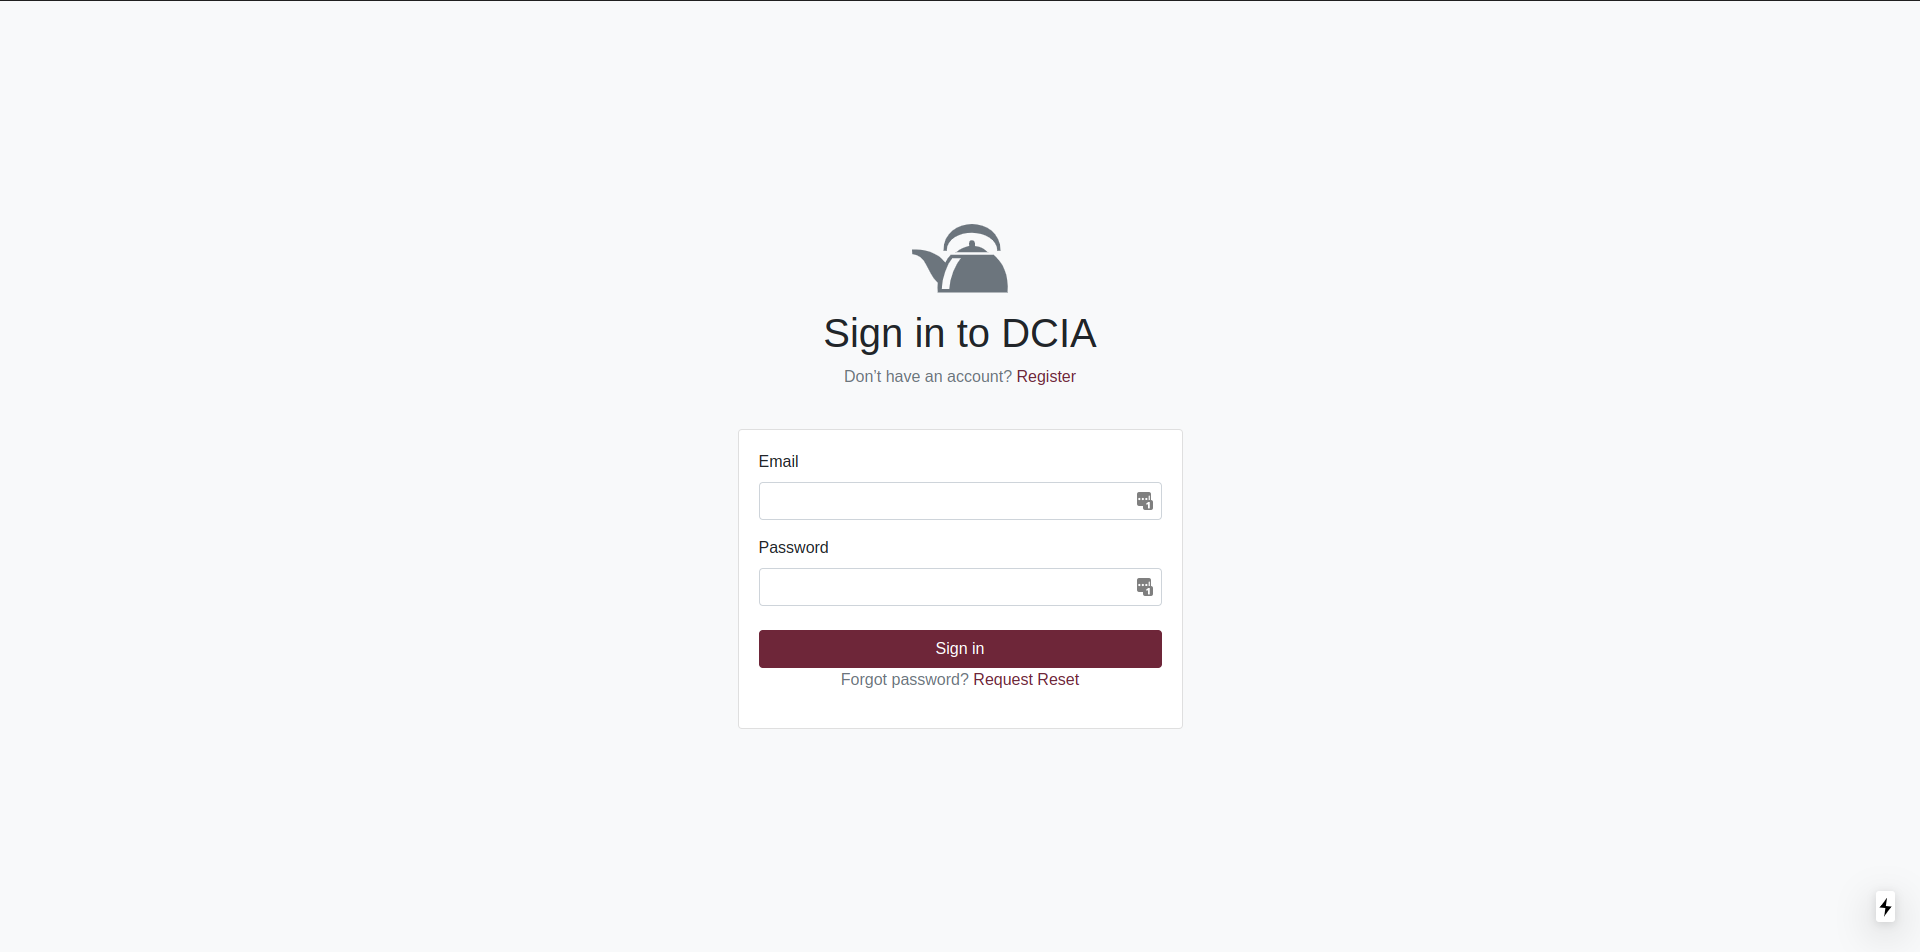 Sign in to DCIA
Don't have an account? Register
Email
Password
Sign in
Forgot password? Request Reset